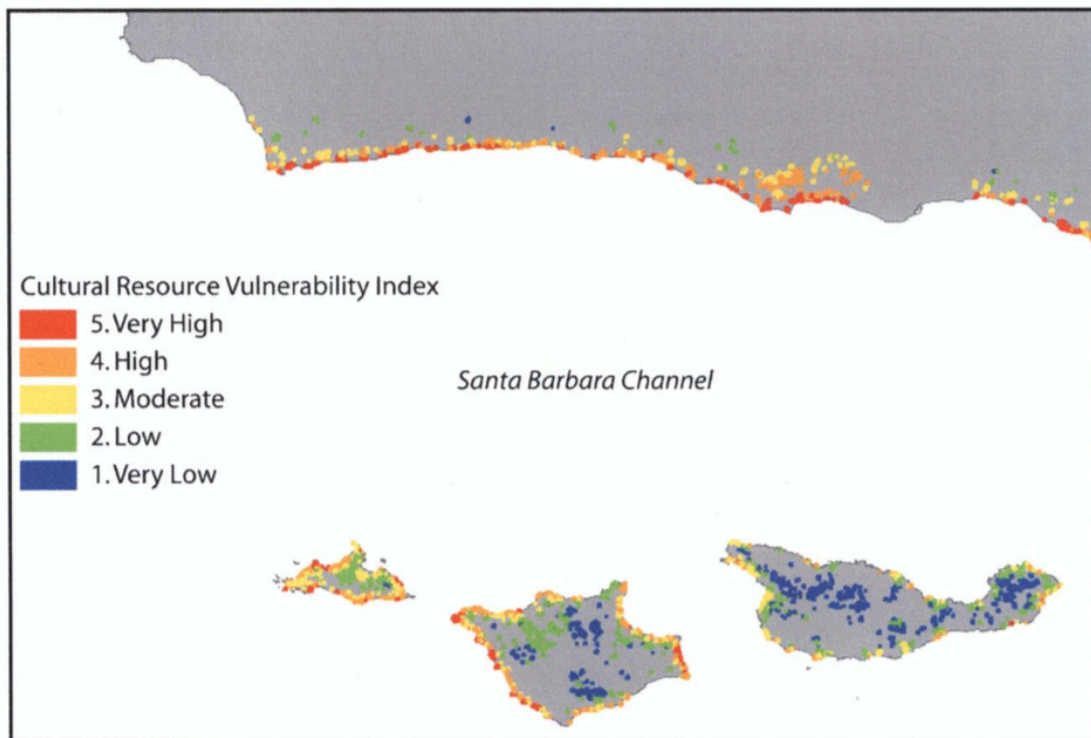 Cultural Resource Vulnerability Index
5. Very High
4. High
3. Moderate
2. Low
1. Very Low
Santa Barbara Channel